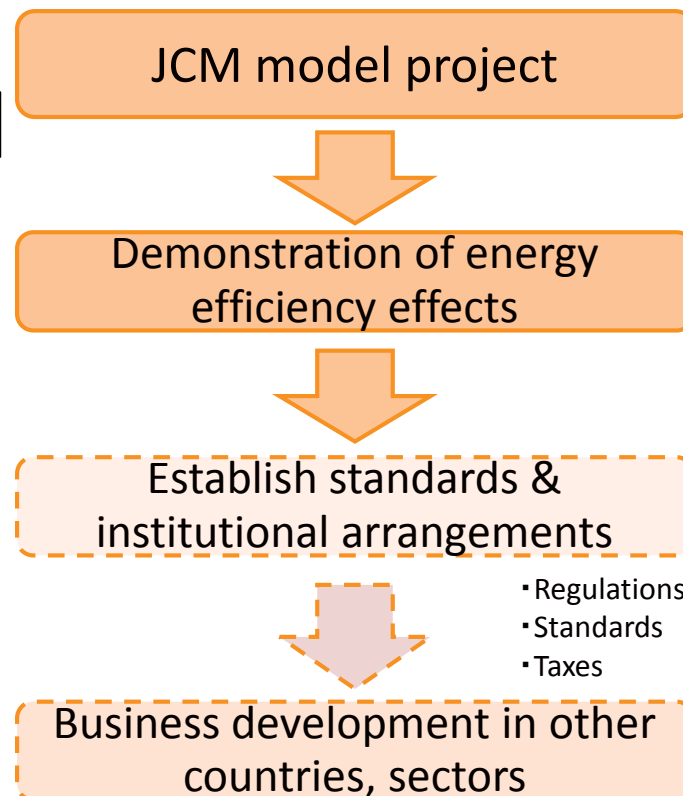 JCM model project
Demonstration of energy
efficiency effects
Establish standards &
institutional arrangements
・Regulations
・Standards
・Taxes
Business development in other
countries, sectors